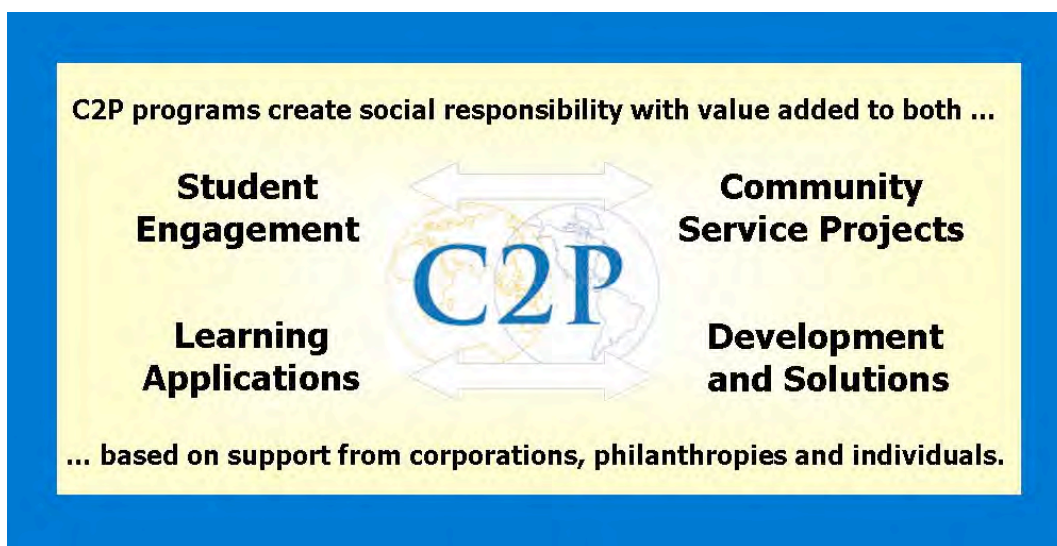 C2P programs create social responsibility with value added to both ...
Student
Engagement
Community
Service Projects
C2P
Learning
Applications
Development
and Solutions
... based on support from corporations, philanthropies and individuals.